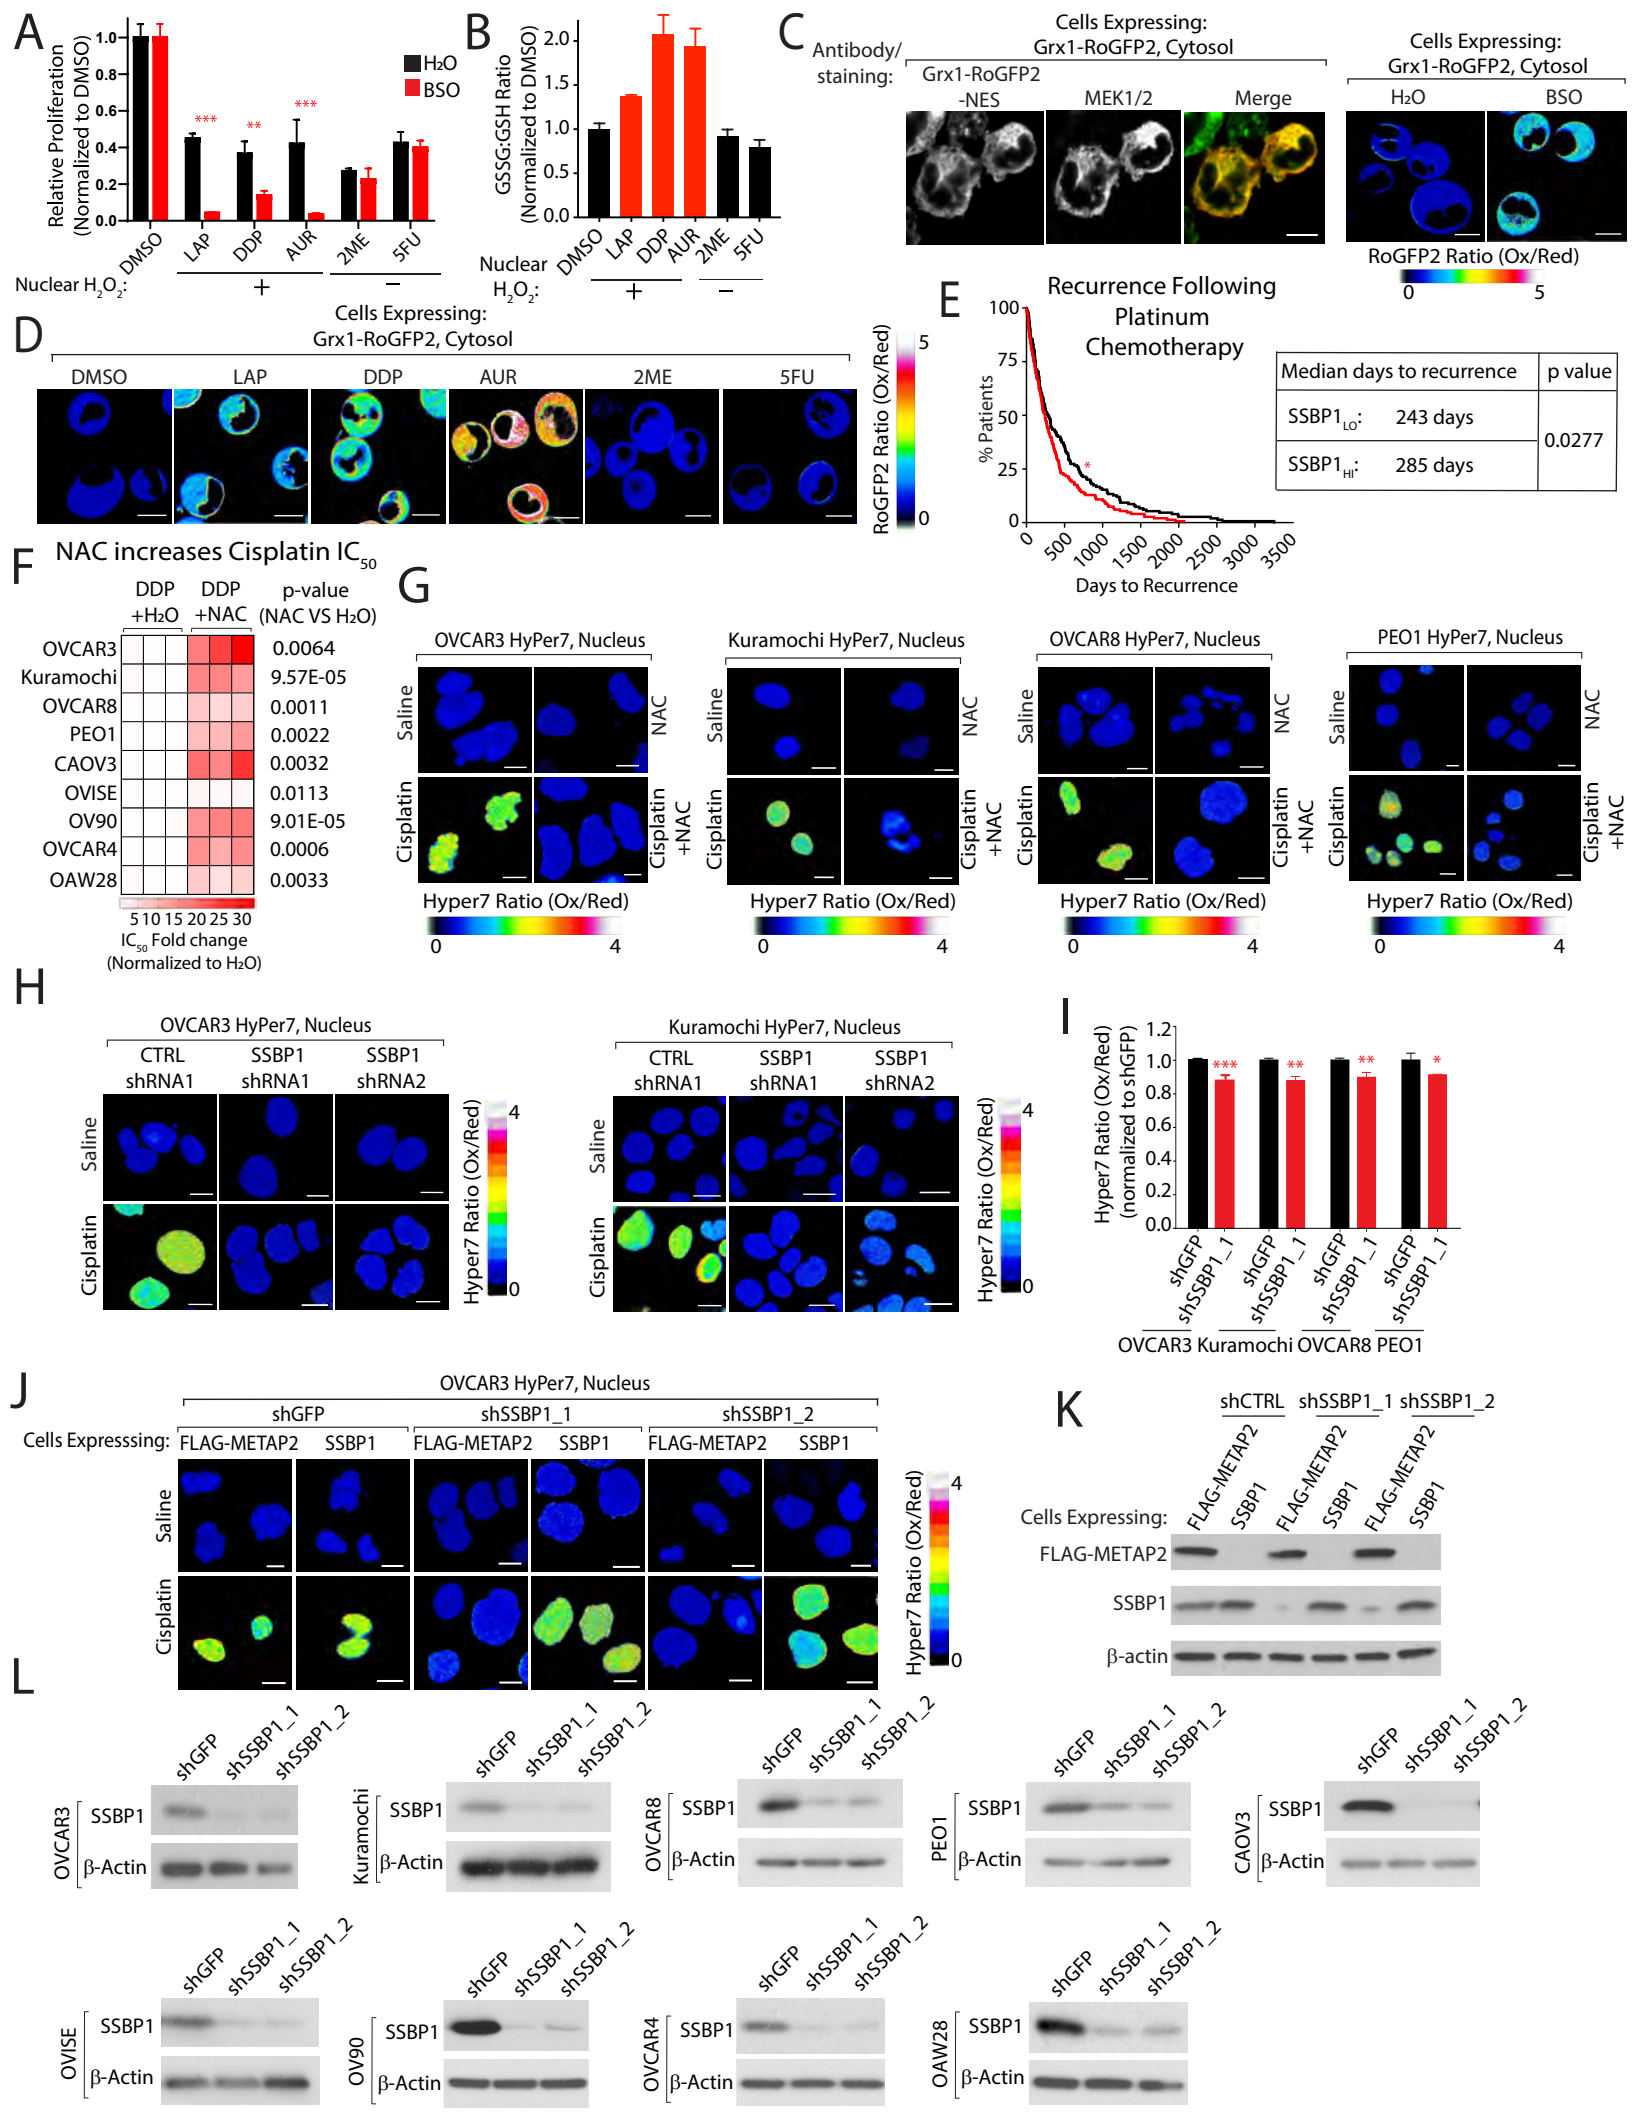 A
Relative Proliferation
(Normalized to DMSO)
1.0
0.8
0.6
0.4
0.2
0.0
H₂O
BSO
***
**
***
DMSO
LAP
DDP
AUR
2ME
5FU
Nuclear H₂O₂:
+
−
B
GSSG:GSH Ratio
(Normalized to DMSO)
2.0
1.5
1.0
0.5
0.0
DMSO
LAP
DDP
AUR
2ME
5FU
Nuclear
H₂O₂:
+
−
C
Antibody/
staining:
Cells Expressing:
Grx1-RoGFP2, Cytosol
Grx1-RoGFP2
-NES
MEK1/2
Merge
Cells Expressing:
Grx1-RoGFP2, Cytosol
H₂O
BSO
RoGFP2 Ratio (Ox/Red)
0
5
D
Cells Expressing:
Grx1-RoGFP2, Cytosol
DMSO
LAP
DDP
AUR
2ME
5FU
RoGFP2 Ratio (Ox/Red)
5
0
E
Recurrence Following
Platinum
Chemotherapy
% Patients
100
75
50
25
0
*
0
500
1000
1500
2000
2500
3000
3500
Days to Recurrence
Median days to recurrence
p value
SSBP1LO: 243 days
0.0277
SSBP1HI: 285 days
F
NAC increases Cisplatin IC50
DDP
+H₂O
DDP
+NAC
p-value
(NAC VS H₂O)
OVCAR3 0.0064
Kuramochi 9.57E-05
OVCAR8 0.0011
PEO1 0.0022
CAOV3 0.0032
OVISE 0.0113
OV90 9.01E-05
OVCAR4 0.0006
OAW28 0.0033
5 10 15 20 25 30
IC50 Fold change
(Normalized to H₂O)
G
OVCAR3 HyPer7, Nucleus
Saline
NAC
Cisplatin
Cisplatin
+NAC
Hyper7 Ratio (Ox/Red)
0
4
Kuramochi HyPer7, Nucleus
Saline
NAC
Cisplatin
Cisplatin
+NAC
Hyper7 Ratio (Ox/Red)
0
4
OVCAR8 HyPer7, Nucleus
Saline
NAC
Cisplatin
Cisplatin
+NAC
Hyper7 Ratio (Ox/Red)
0
4
PEO1 HyPer7, Nucleus
Saline
NAC
Cisplatin
Cisplatin
+NAC
Hyper7 Ratio (Ox/Red)
0
4
H
OVCAR3 HyPer7, Nucleus
CTRL
shRNA1
SSBP1
shRNA1
SSBP1
shRNA2
Saline
Cisplatin
Hyper7 Ratio (Ox/Red)
4
0
Kuramochi HyPer7, Nucleus
CTRL
shRNA1
SSBP1
shRNA1
SSBP1
shRNA2
Saline
Cisplatin
Hyper7 Ratio (Ox/Red)
4
0
I
Hyper7 Ratio (Ox/Red)
(normalized to shGFP)
1.2
1.0
0.8
0.6
0.4
0.2
0.0
***
**
**
*
shGFP
shSSBP1_1
shGFP
shSSBP1_1
shGFP
shSSBP1_1
shGFP
shSSBP1_1
OVCAR3 Kuramochi OVCAR8 PEO1
J
OVCAR3 HyPer7, Nucleus
shGFP
shSSBP1_1
shSSBP1_2
Cells Expresssing:
FLAG-METAP2
SSBP1
FLAG-METAP2
SSBP1
FLAG-METAP2
SSBP1
Saline
Cisplatin
Hyper7 Ratio (Ox/Red)
4
0
K
shCTRL
shSSBP1_1
shSSBP1_2
Cells Expressing:
FLAG-METAP2
SSBP1
FLAG-METAP2
SSBP1
FLAG-METAP2
SSBP1
FLAG-METAP2
SSBP1
β-actin
L
shGFP
shSSBP1_1
shSSBP1_2
OVCAR3
SSBP1
β-Actin
shGFP
shSSBP1_1
shSSBP1_2
Kuramochi
SSBP1
β-Actin
shGFP
shSSBP1_1
shSSBP1_2
OVCAR8
SSBP1
β-Actin
shGFP
shSSBP1_1
shSSBP1_2
PEO1
SSBP1
β-Actin
shGFP
shSSBP1_1
shSSBP1_2
CAOV3
SSBP1
β-Actin
shGFP
shSSBP1_1
shSSBP1_2
OVISE
SSBP1
β-Actin
shGFP
shSSBP1_1
shSSBP1_2
OV90
SSBP1
β-Actin
shGFP
shSSBP1_1
shSSBP1_2
OVCAR4
SSBP1
β-Actin
shGFP
shSSBP1_1
shSSBP1_2
OAW28
SSBP1
β-Actin